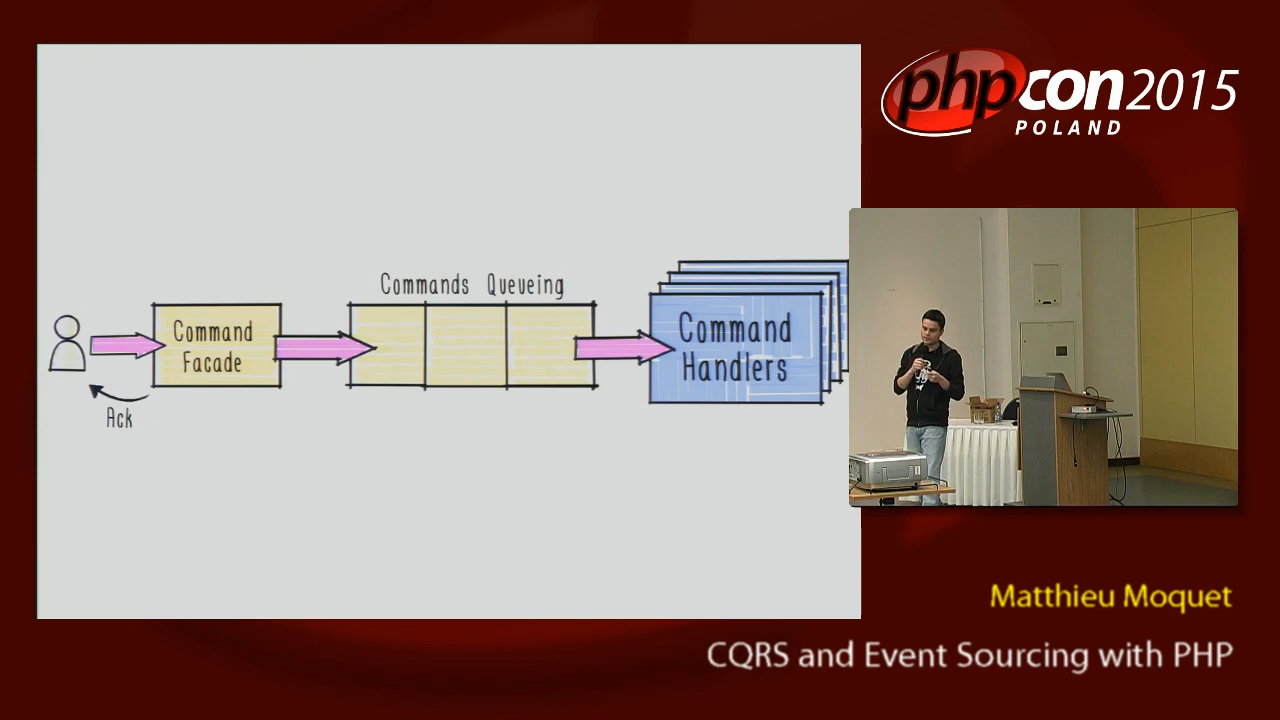 phpcon2015
POLAND
Commands Queueing
Command
Facade
Command
Handlers
Ack
Matthieu Moquet
CQRS and Event Sourcing with PHP